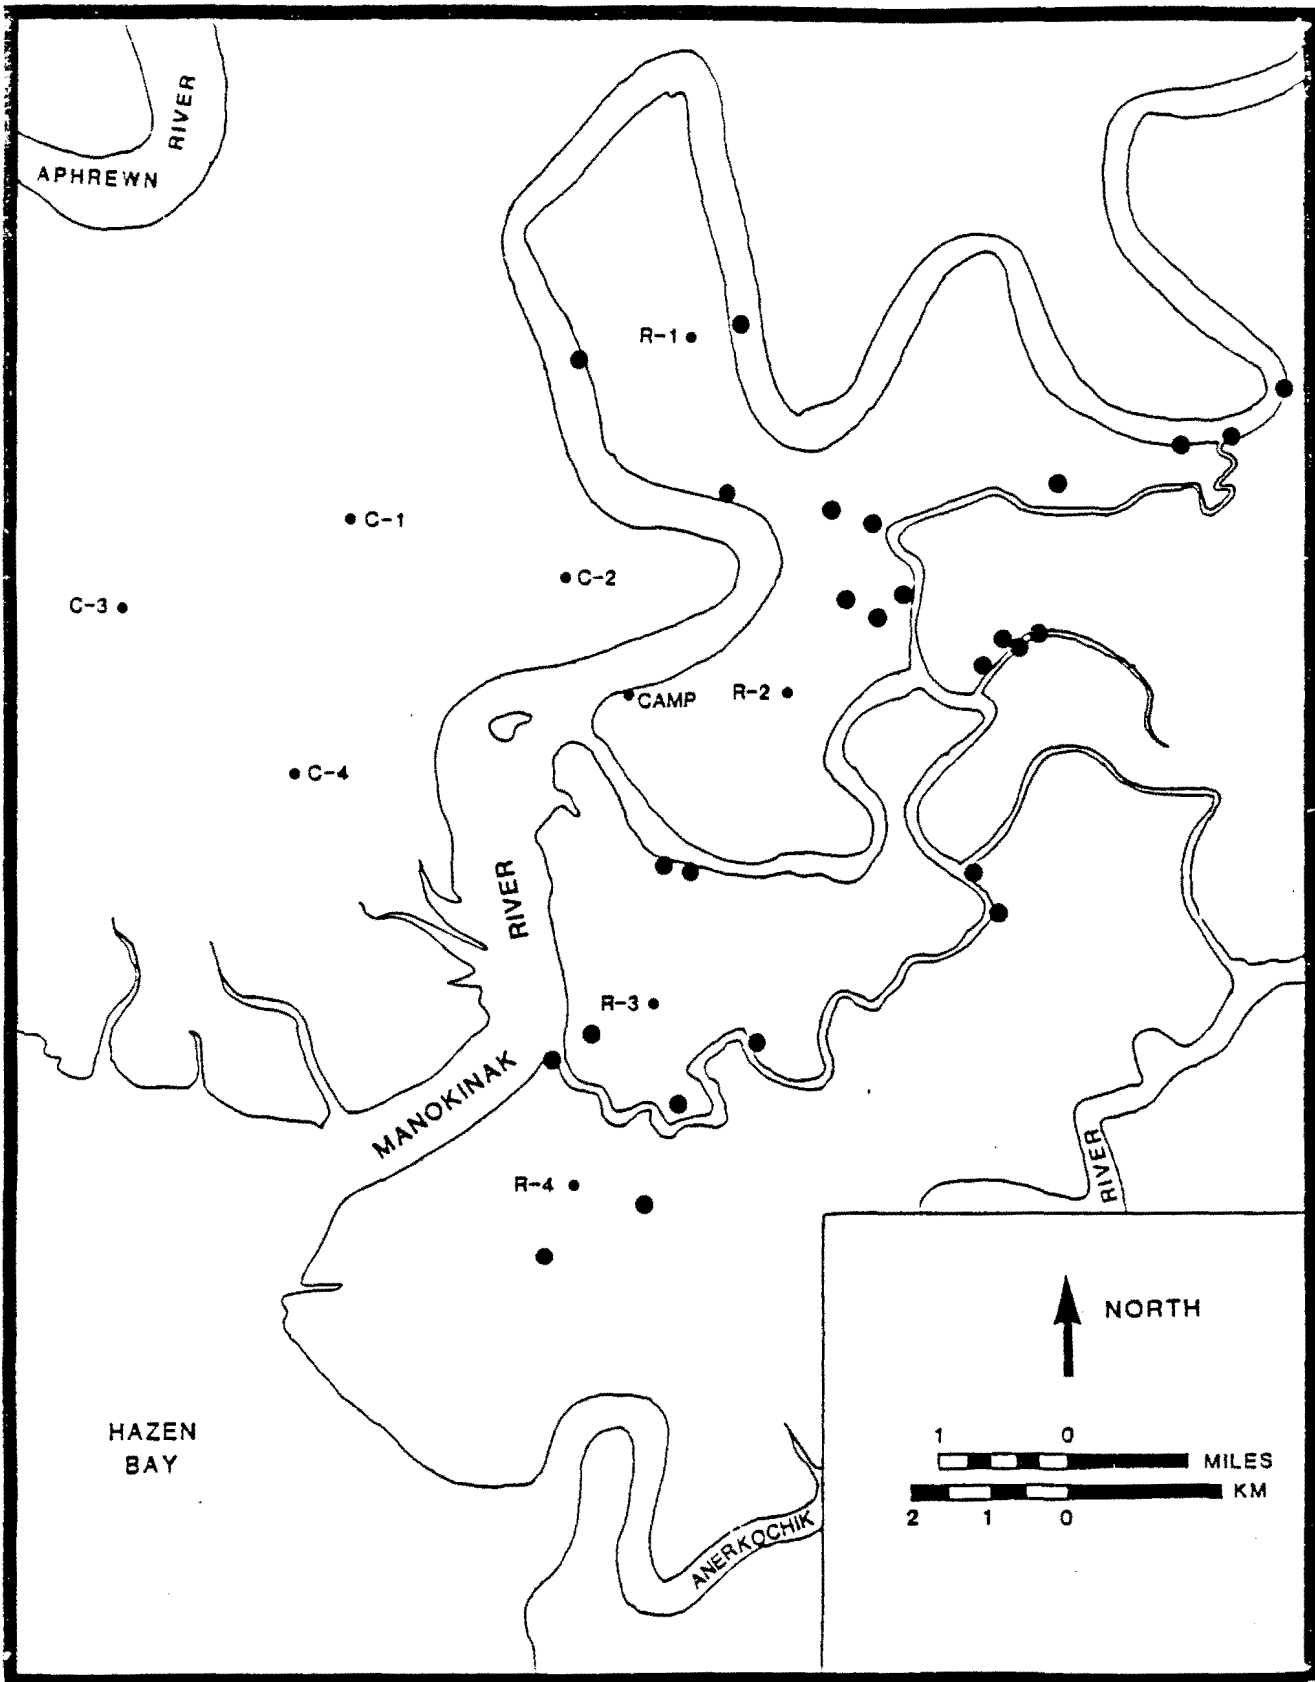 RIVER
APHREWN
R-1
C-1
C-2
C-3
CAMP
R-2
C-4
RIVER
R-3
MANOKINAK
RIVER
R-4
NORTH
HAZEN
BAY
1 0
MILES
KM
2 1 0
ANERKOCHIK